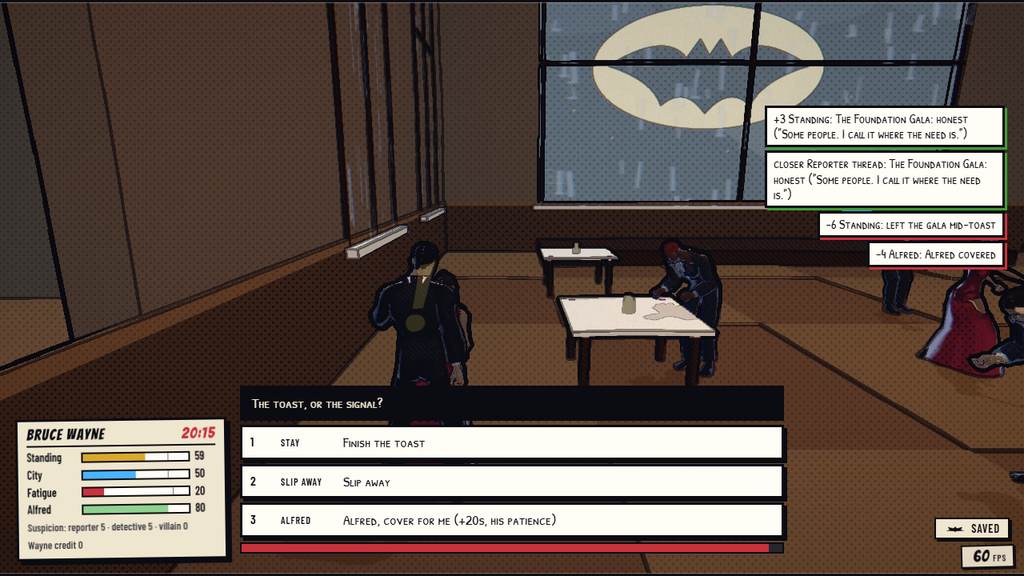 +3 Standing: The Foundation Gala: honest
("Some people. I call it where the need is.")
closer Reporter thread: The Foundation Gala:
honest ("Some people. I call it where the need
is.")
-6 Standing: left the gala mid-toast
-4 Alfred: Alfred covered
The toast, or the signal?
1 STAY Finish the toast
2 SLIP AWAY Slip away
3 ALFRED Alfred, cover for me (+20s, his patience)
BRUCE WAYNE 20:15
Standing 59
City 50
Fatigue 20
Alfred 80
Suspicion: reporter 5 · detective 5 · villain 0
Wayne credit 0
SAVED
60 FPS